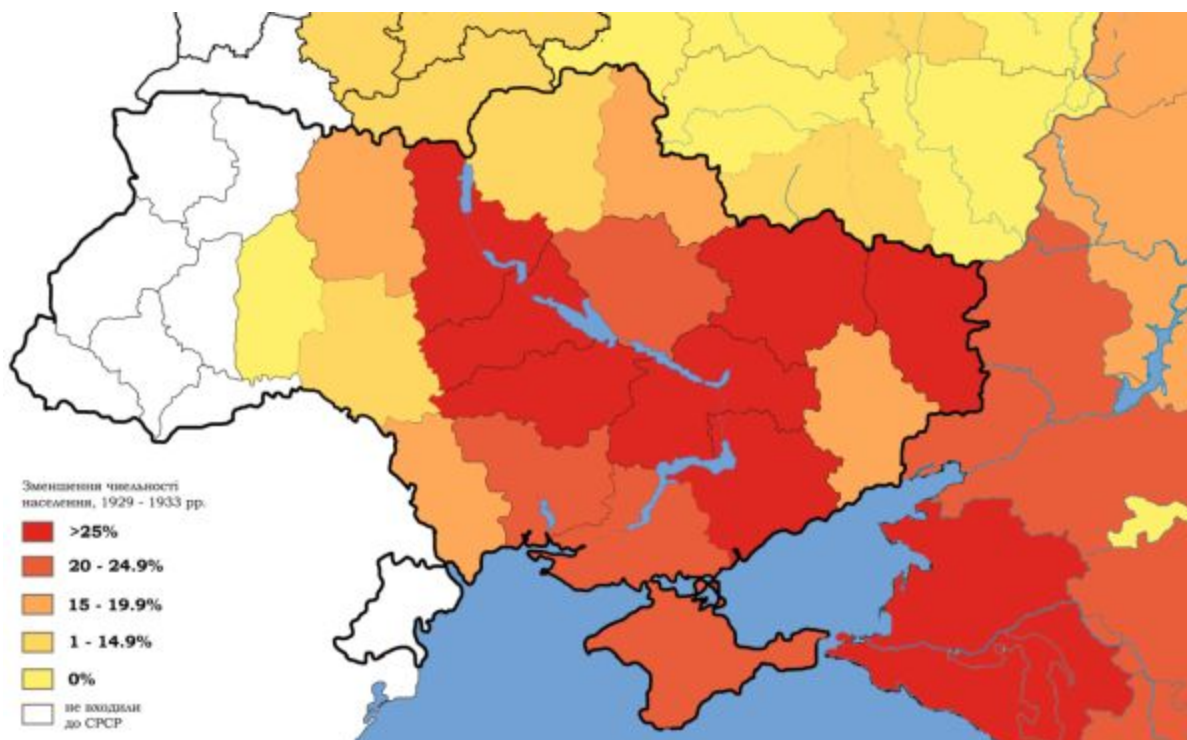 Зменшення чисельності
населення, 1929 - 1933 рр.
>25%
20 - 24.9%
15 - 19.9%
1 - 14.9%
0%
не входили
до СРСР